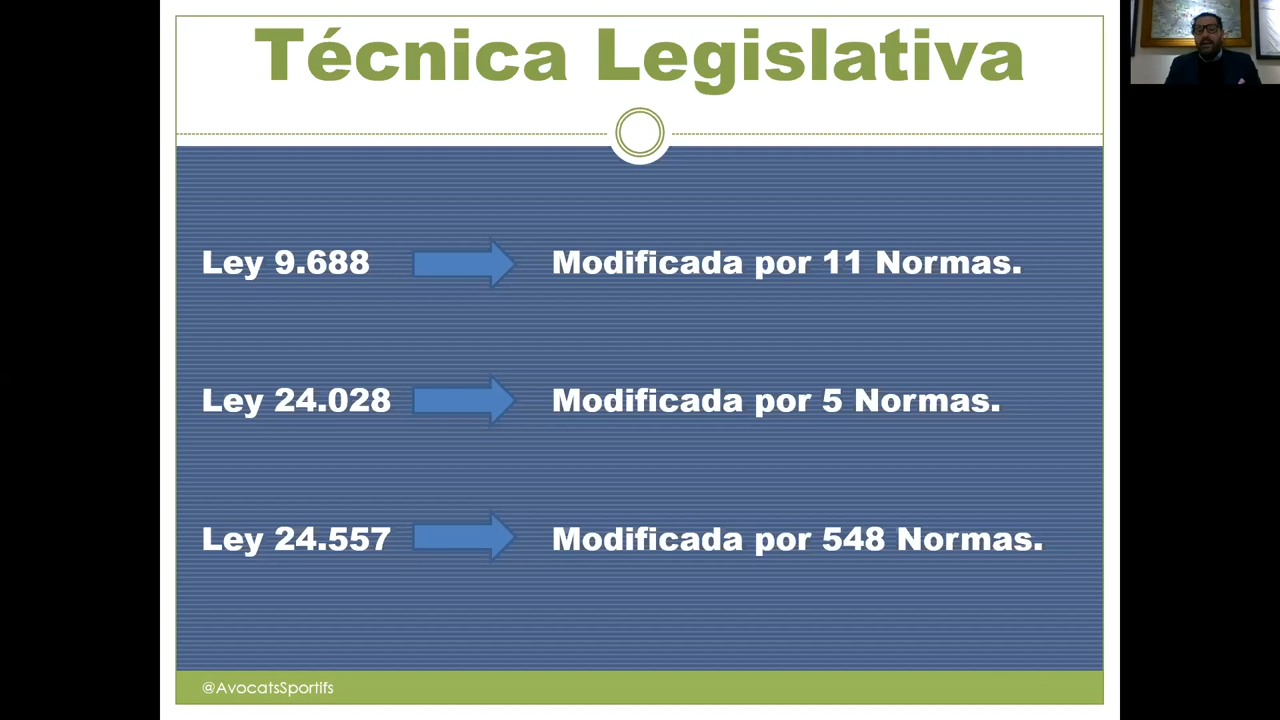 Técnica Legislativa
Ley 9.688 Modificada por 11 Normas.
Ley 24.028 Modificada por 5 Normas.
Ley 24.557 Modificada por 548 Normas.
@AvocatsSportifs